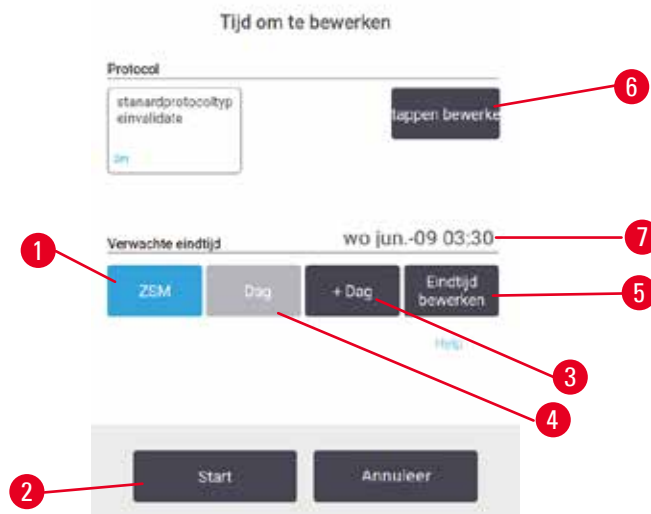 Tijd om te bewerken
Protocol
6
stanardprotocoltyp
einvalidate
tappen bewerke
1
Verwachte eindtijd
wo jun.-09 03:30
7
ZSM
Dag
+ Dag
Eindtijd
bewerken
5
Help
3
4
2
Start
Annuleer